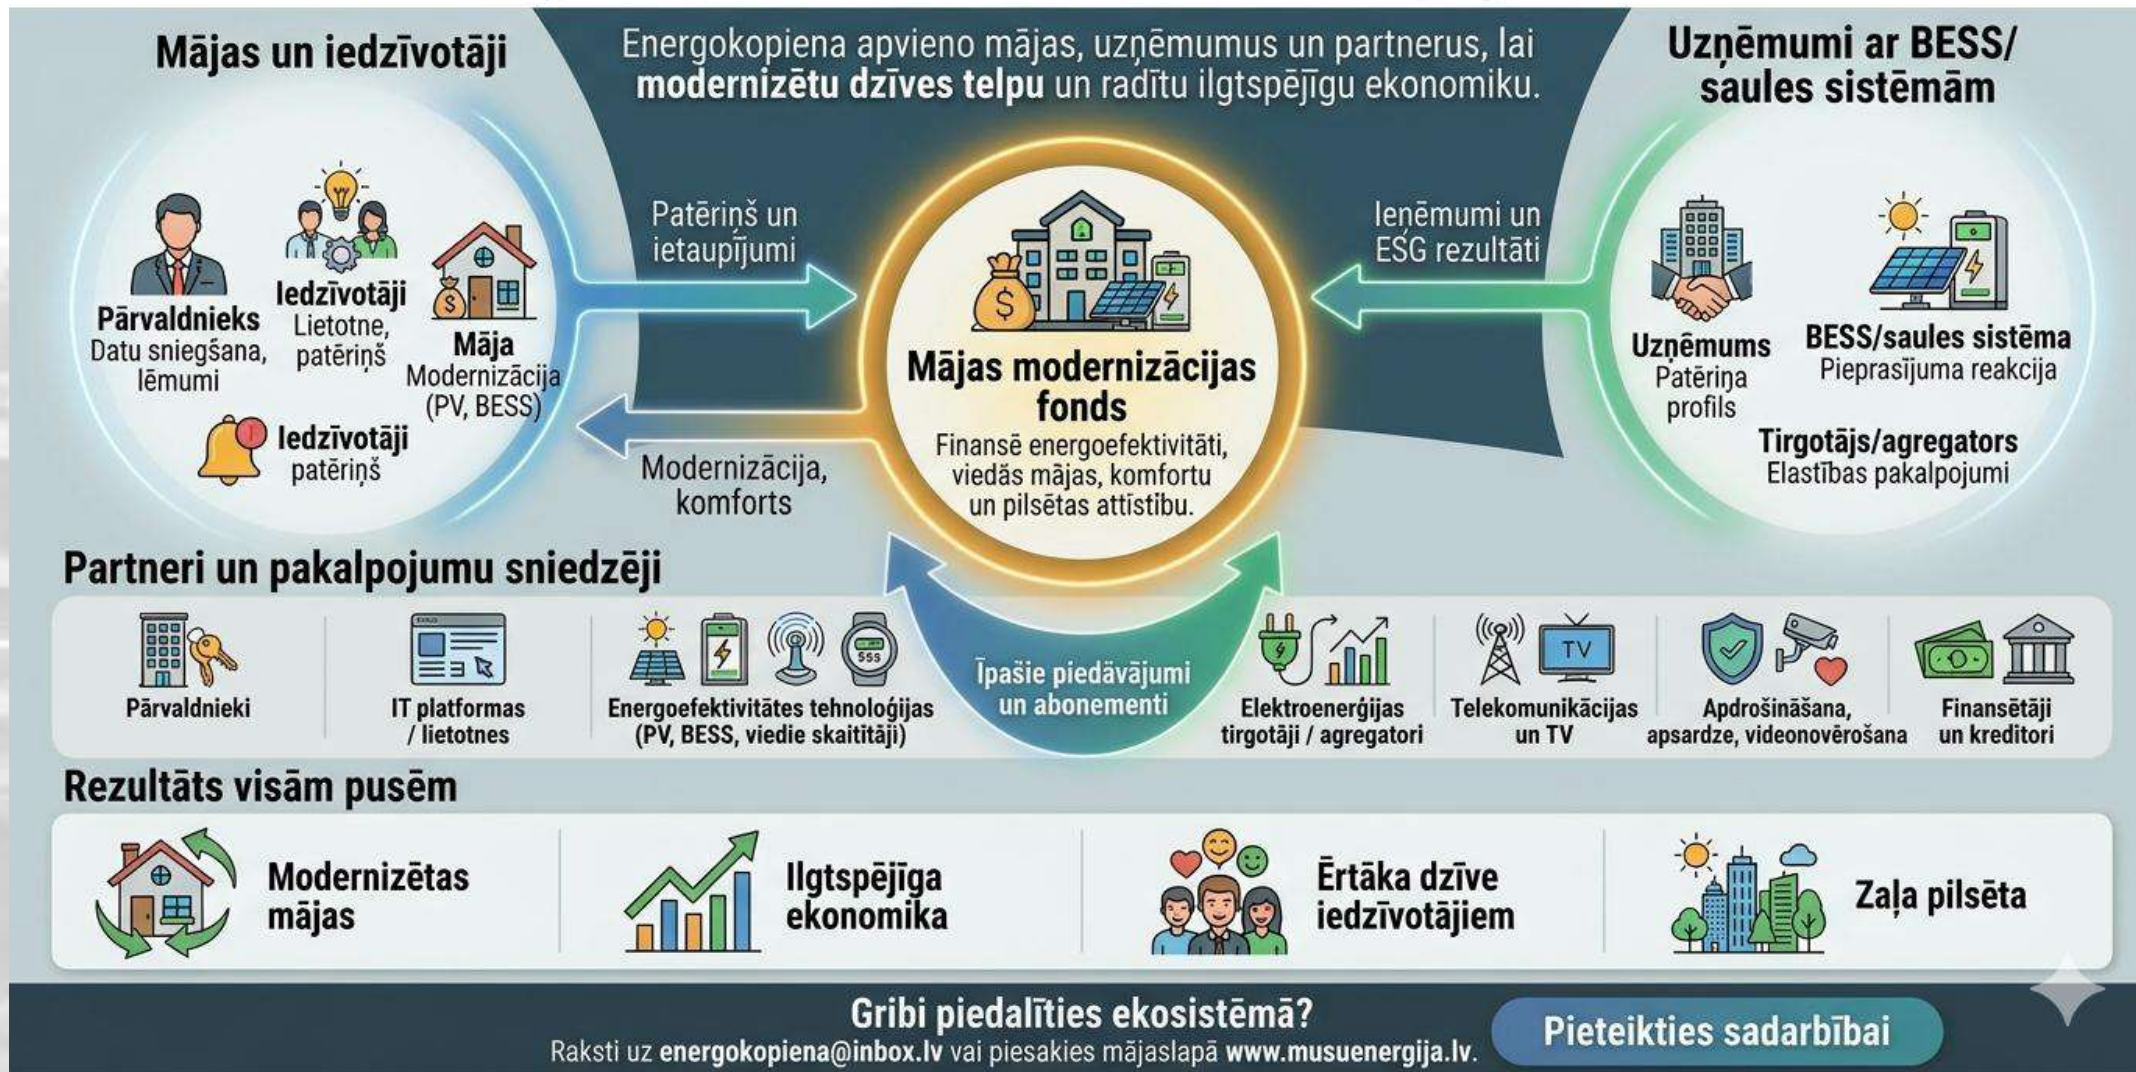 Mājas un iedzīvotāji
Energokopiena apvieno mājas, uzņēmumus un partnerus, lai
modernizētu dzīves telpu un radītu ilgtspējīgu ekonomiku.
Uzņēmumi ar BESS/
saules sistēmām
Pārvaldnieks
Datu sniegšana,
lēmumi
Iedzīvotāji
Lietotne,
patēriņš
Māja
Modernizācija
(PV, BESS)
Iedzīvotāji
patēriņš
Patēriņš un
ietaupījumi
Modernizācija,
komforts
Mājas modernizācijas
fonds
Finansē energoefektivitāti,
viedās mājas, komfortu
un pilsētas attīstību.
Ieņēmumi un
ESG rezultāti
Uzņēmums
Patēriņa
profils
BESS/saules sistēma
Pieprasījuma reakcija
Tirgotājs/agregators
Elastības pakalpojumi
Partneri un pakalpojumu sniedzēji
Pārvaldnieki
IT platformas
/ lietotnes
Energoefektivitātes tehnoloģijas
(PV, BESS, viedie skaitītāji)
Īpašie piedāvājumi
un abonementi
Elektroenerģijas
tirgotāji / agregatori
TV
Telekomunikācijas
un TV
Apdrošināšana,
apsardze, videonovērošana
Finansētāji
un kreditori
Rezultāts visām pusēm
Modernizētas
mājas
Ilgtspējīga
ekonomika
Ērtāka dzīve
iedzīvotājiem
Zaļa pilsēta
Gribi piedalīties ekosistēmā?
Raksti uz energokopiena@inbox.lv vai piesakies mājaslapā www.musuenergija.lv.
Pieteikties sadarbībai